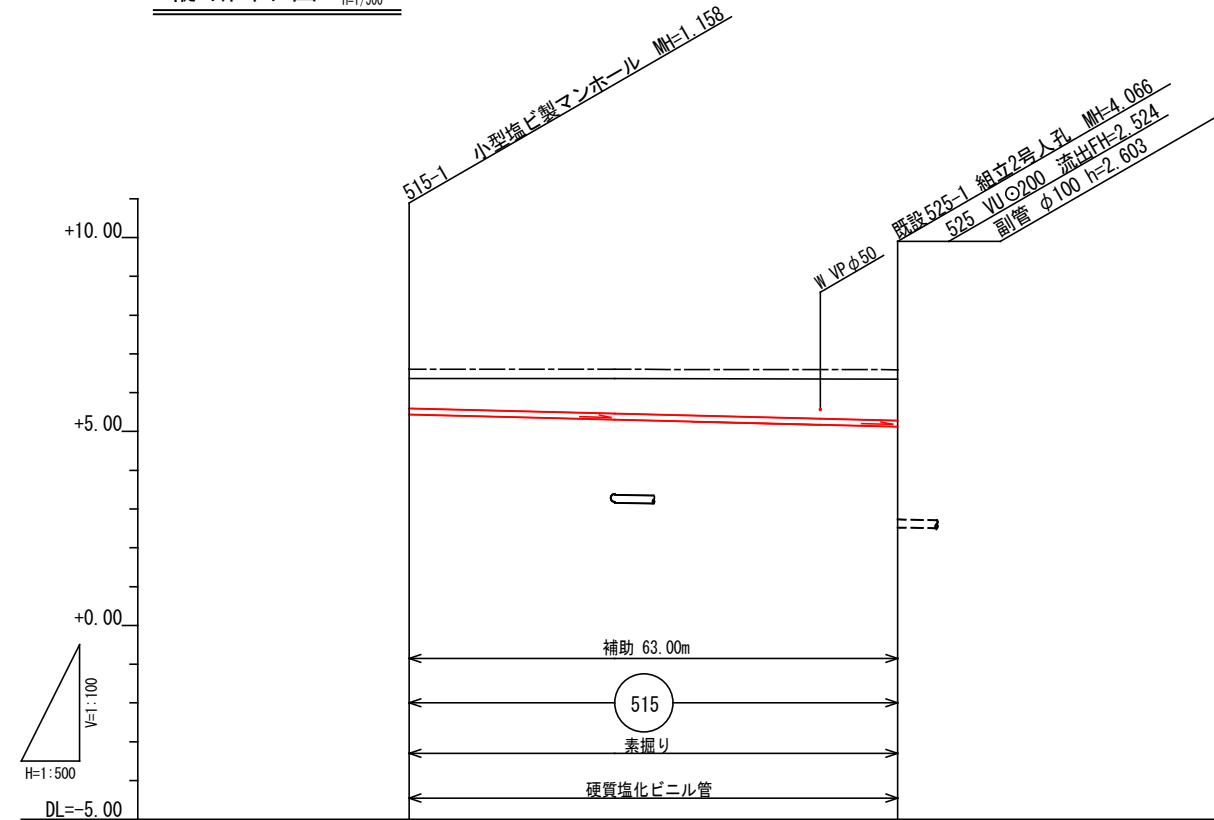 H=1/500
515-1 小型塩ビ製マンホール MH=1.158
既設525-1 組立2号人孔 MH=4.066
525 VU⊙200 流出FH=2.524
副管 φ100 h=2.603
W VPφ50
+10.00
+5.00
+0.00
補助 63.00m
515
素掘り
硬質塩化ビニル管
V=1:100
H=1:500
DL=-5.00